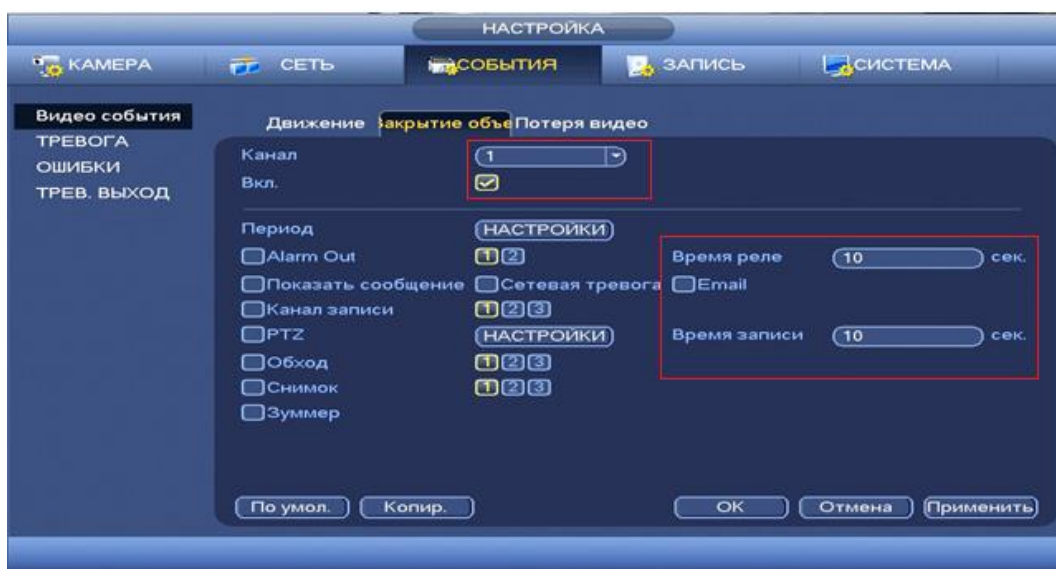 НАСТРОЙКА
КАМЕРА СЕТЬ СОБЫТИЯ ЗАПИСЬ СИСТЕМА
Видео события
ТРЕВОГА
ОШИБКИ
ТРЕВ. ВЫХОД
Движение Закрытие объе Потеря видео
Канал 1
Вкл.
Период НАСТРОЙКИ
Alarm Out 1 2 Время реле 10 сек.
Показать сообщение Сетевая тревога Email
Канал записи 1 2 3
PTZ НАСТРОЙКИ Время записи 10 сек.
Обход 1 2 3
Снимок 1 2 3
Зуммер
По умол. Копир. OK Отмена Применить